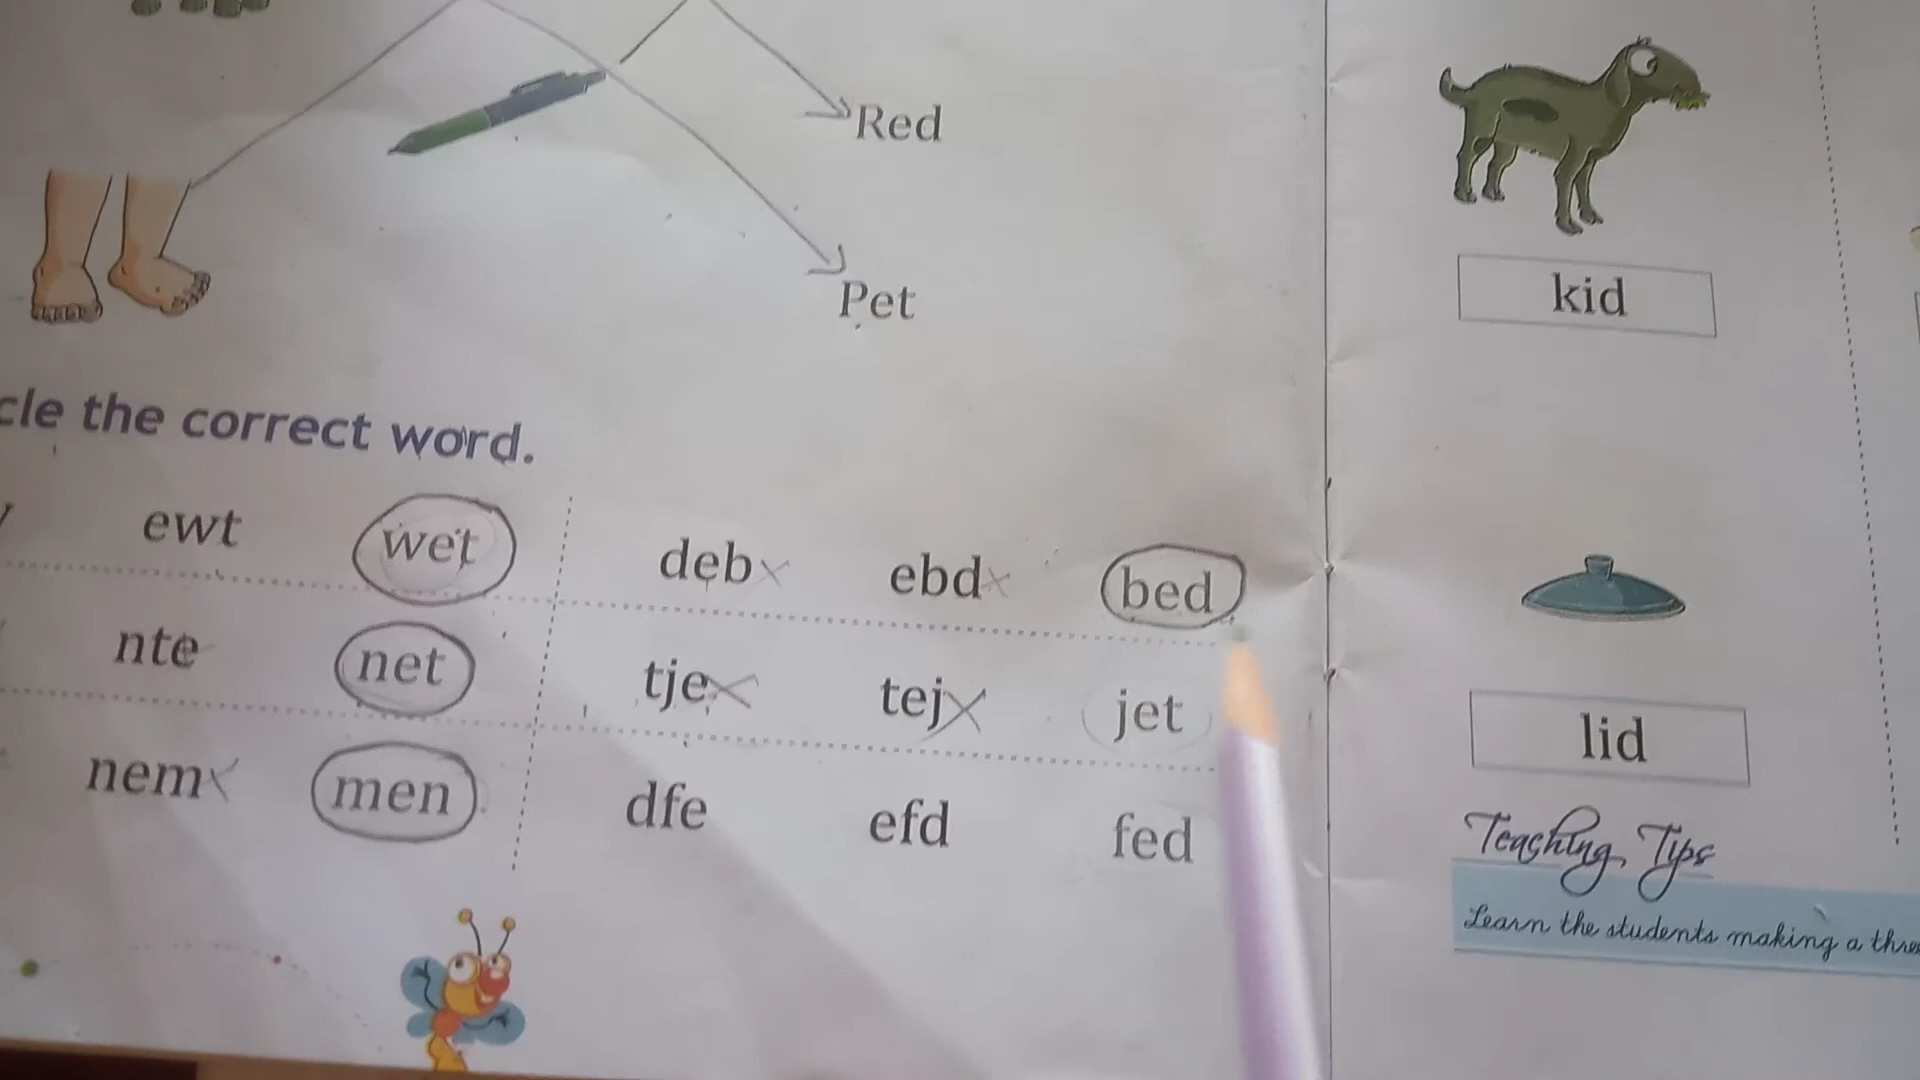 Red
Pet
cle the correct word.
ewt wet deb ebd bed
nte net tje tej jet
nem men dfe efd fed
kid
lid
Teaching Tips
Learn the students making a thre